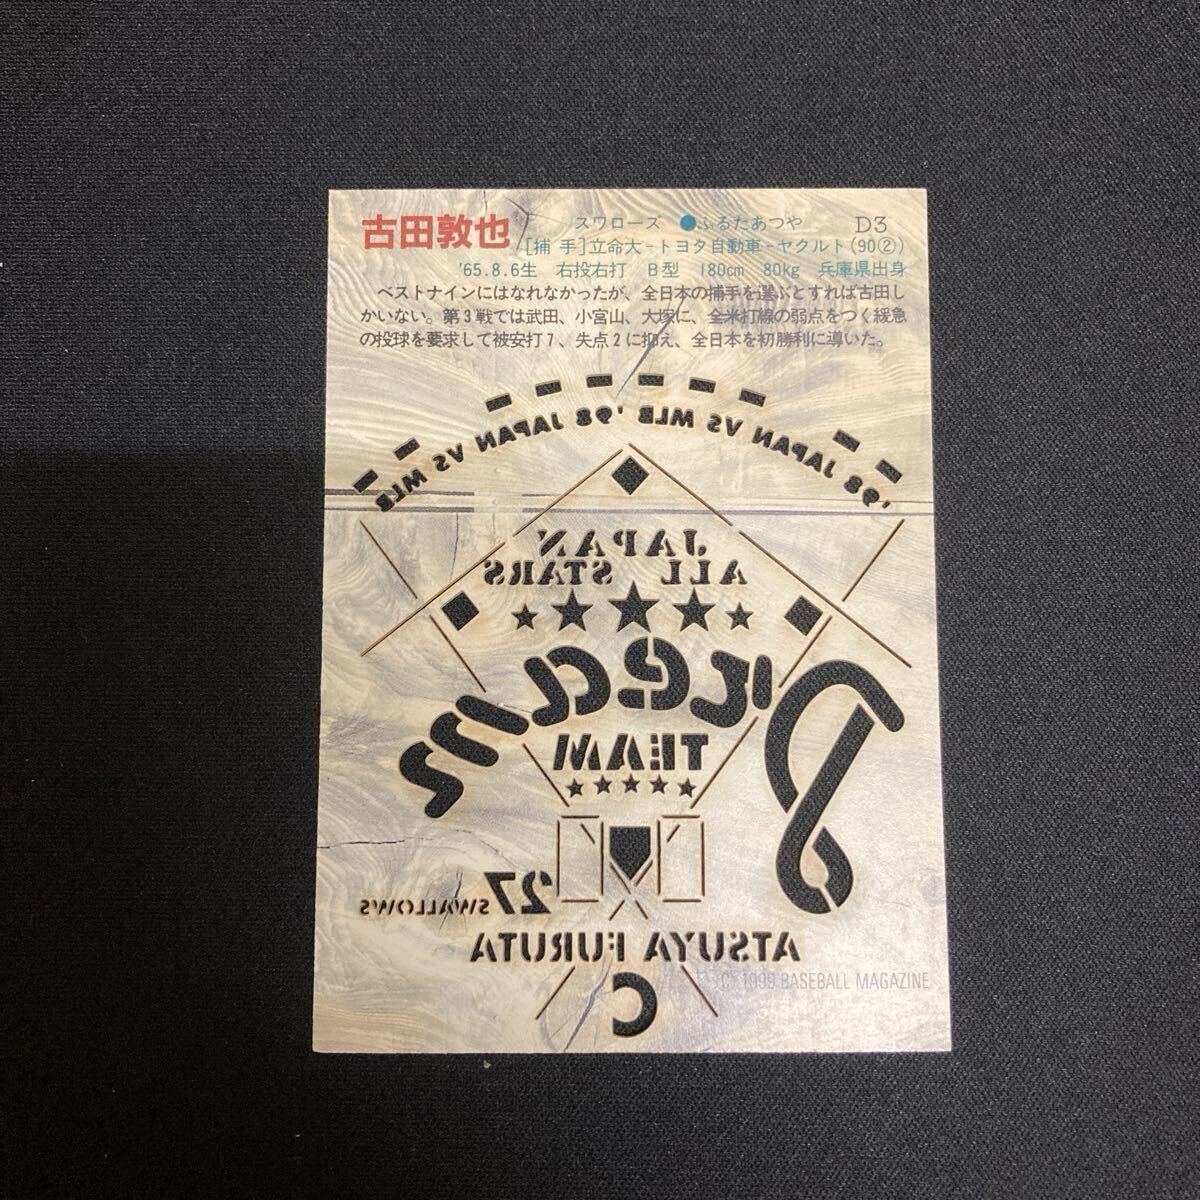 古田敦也 スワローズ ●ふるたあつや D3
[捕 手]立命大-トヨタ自動車-ヤクルト(90②)
'65.8.6生 右投右打 B型 180cm 80kg 兵庫県出身
ベストナインにはなれなかったが、全日本の捕手を選ぶとすれば古田し
かいない。第3戦では武田、小宮山、大塚に、全米打線の弱点をつく緩急
の投球を要求して被安打7、失点2に抑え、全日本を初勝利に導いた。
'98 JAPAN VS MLB '98 JAPAN VS MLB
JAPAN
ALL STARS
Dream
TEAM
27 SWALLOWS
ATSUYA FURUTA
C
C 1999 BASEBALL MAGAZINE